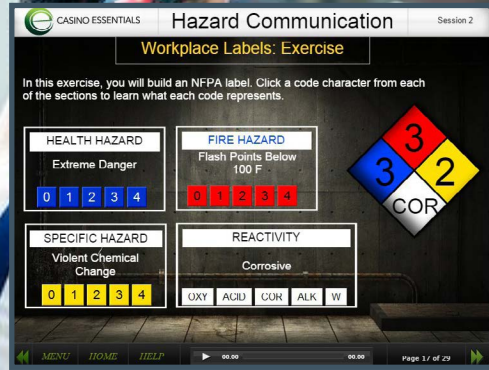 CASINO ESSENTIALS
Hazard Communication
Session 2
Workplace Labels: Exercise
In this exercise, you will build an NFPA label. Click a code character from each
of the sections to learn what each code represents.
HEALTH HAZARD
Extreme Danger
0 1 2 3 4
FIRE HAZARD
Flash Points Below
100 F
0 1 2 3 4
3
3 2
COR
SPECIFIC HAZARD
Violent Chemical
Change
0 1 2 3 4
REACTIVITY
Corrosive
OXY ACID COR ALK W
MENU HOME HELP 00.00 00.00 Page 17 of 29